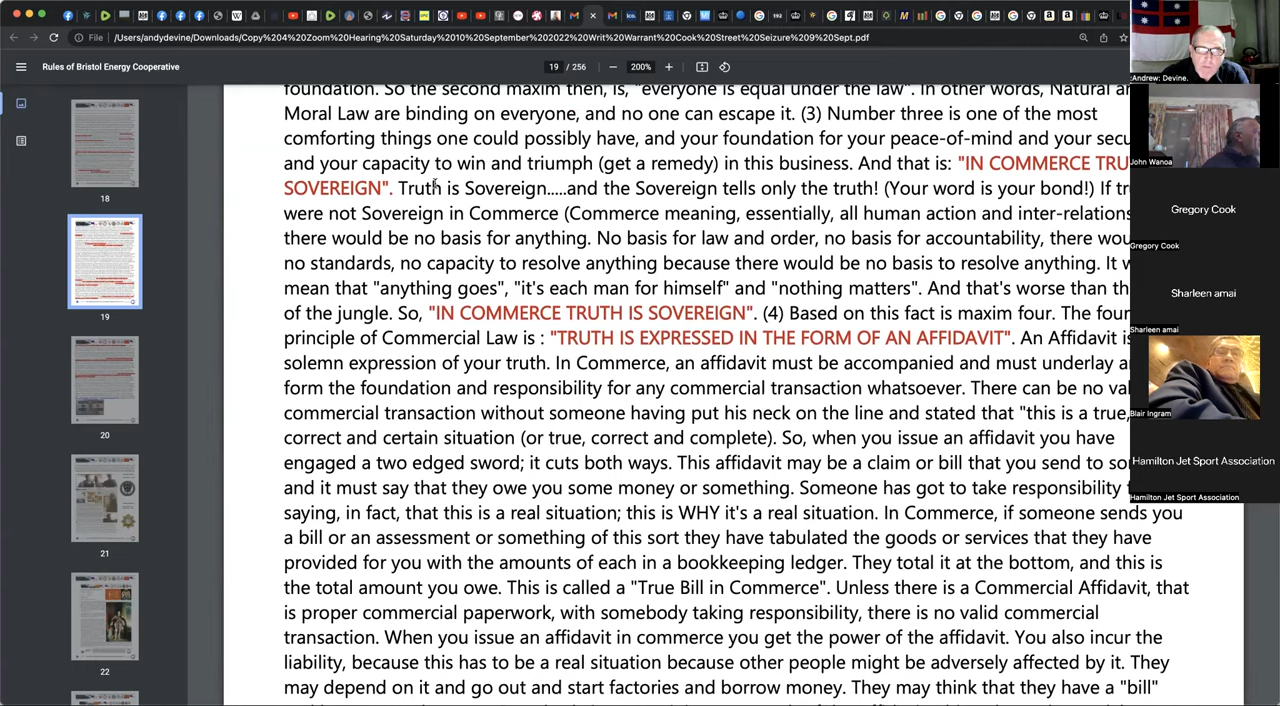 File
/Users/andydevine/Downloads/Copy%204%20Zoom%20Hearing%20Saturday%2010%20September%202022%20Writ%20Warrant%20Cook%20Street%20Seizure%209%20Sept.pdf
Rules of Bristol Energy Cooperative
19 / 256
200%
18
19
20
21
22
foundation. So the second maxim then, is, "everyone is equal under the law". In other words, Natural an
Moral Law are binding on everyone, and no one can escape it. (3) Number three is one of the most
comforting things one could possibly have, and your foundation for your peace-of-mind and your secu
and your capacity to win and triumph (get a remedy) in this business. And that is: "IN COMMERCE TRU
SOVEREIGN". Truth is Sovereign.....and the Sovereign tells only the truth! (Your word is your bond!) If tr
were not Sovereign in Commerce (Commerce meaning, essentially, all human action and inter-relations
there would be no basis for anything. No basis for law and order, no basis for accountability, there wou
no standards, no capacity to resolve anything because there would be no basis to resolve anything. It w
mean that "anything goes", "it's each man for himself" and "nothing matters". And that's worse than th
of the jungle. So, "IN COMMERCE TRUTH IS SOVEREIGN". (4) Based on this fact is maxim four. The four
principle of Commercial Law is : "TRUTH IS EXPRESSED IN THE FORM OF AN AFFIDAVIT". An Affidavit is
solemn expression of your truth. In Commerce, an affidavit must be accompanied and must underlay a
form the foundation and responsibility for any commercial transaction whatsoever. There can be no val
commercial transaction without someone having put his neck on the line and stated that "this is a true,
correct and certain situation (or true, correct and complete). So, when you issue an affidavit you have
engaged a two edged sword; it cuts both ways. This affidavit may be a claim or bill that you send to so
and it must say that they owe you some money or something. Someone has got to take responsibility f
saying, in fact, that this is a real situation; this is WHY it's a real situation. In Commerce, if someone sends you
a bill or an assessment or something of this sort they have tabulated the goods or services that they have
provided for you with the amounts of each in a bookkeeping ledger. They total it at the bottom, and this is
the total amount you owe. This is called a "True Bill in Commerce". Unless there is a Commercial Affidavit, that
is proper commercial paperwork, with somebody taking responsibility, there is no valid commercial
transaction. When you issue an affidavit in commerce you get the power of the affidavit. You also incur the
liability, because this has to be a real situation because other people might be adversely affected by it. They
may depend on it and go out and start factories and borrow money. They may think that they have a "bill"
:Andrew: Devine.
John Wanoa
Gregory Cook
Gregory Cook
Sharleen amai
Sharleen amai
Blair Ingram
Hamilton Jet Sport Association
Hamilton Jet Sport Association